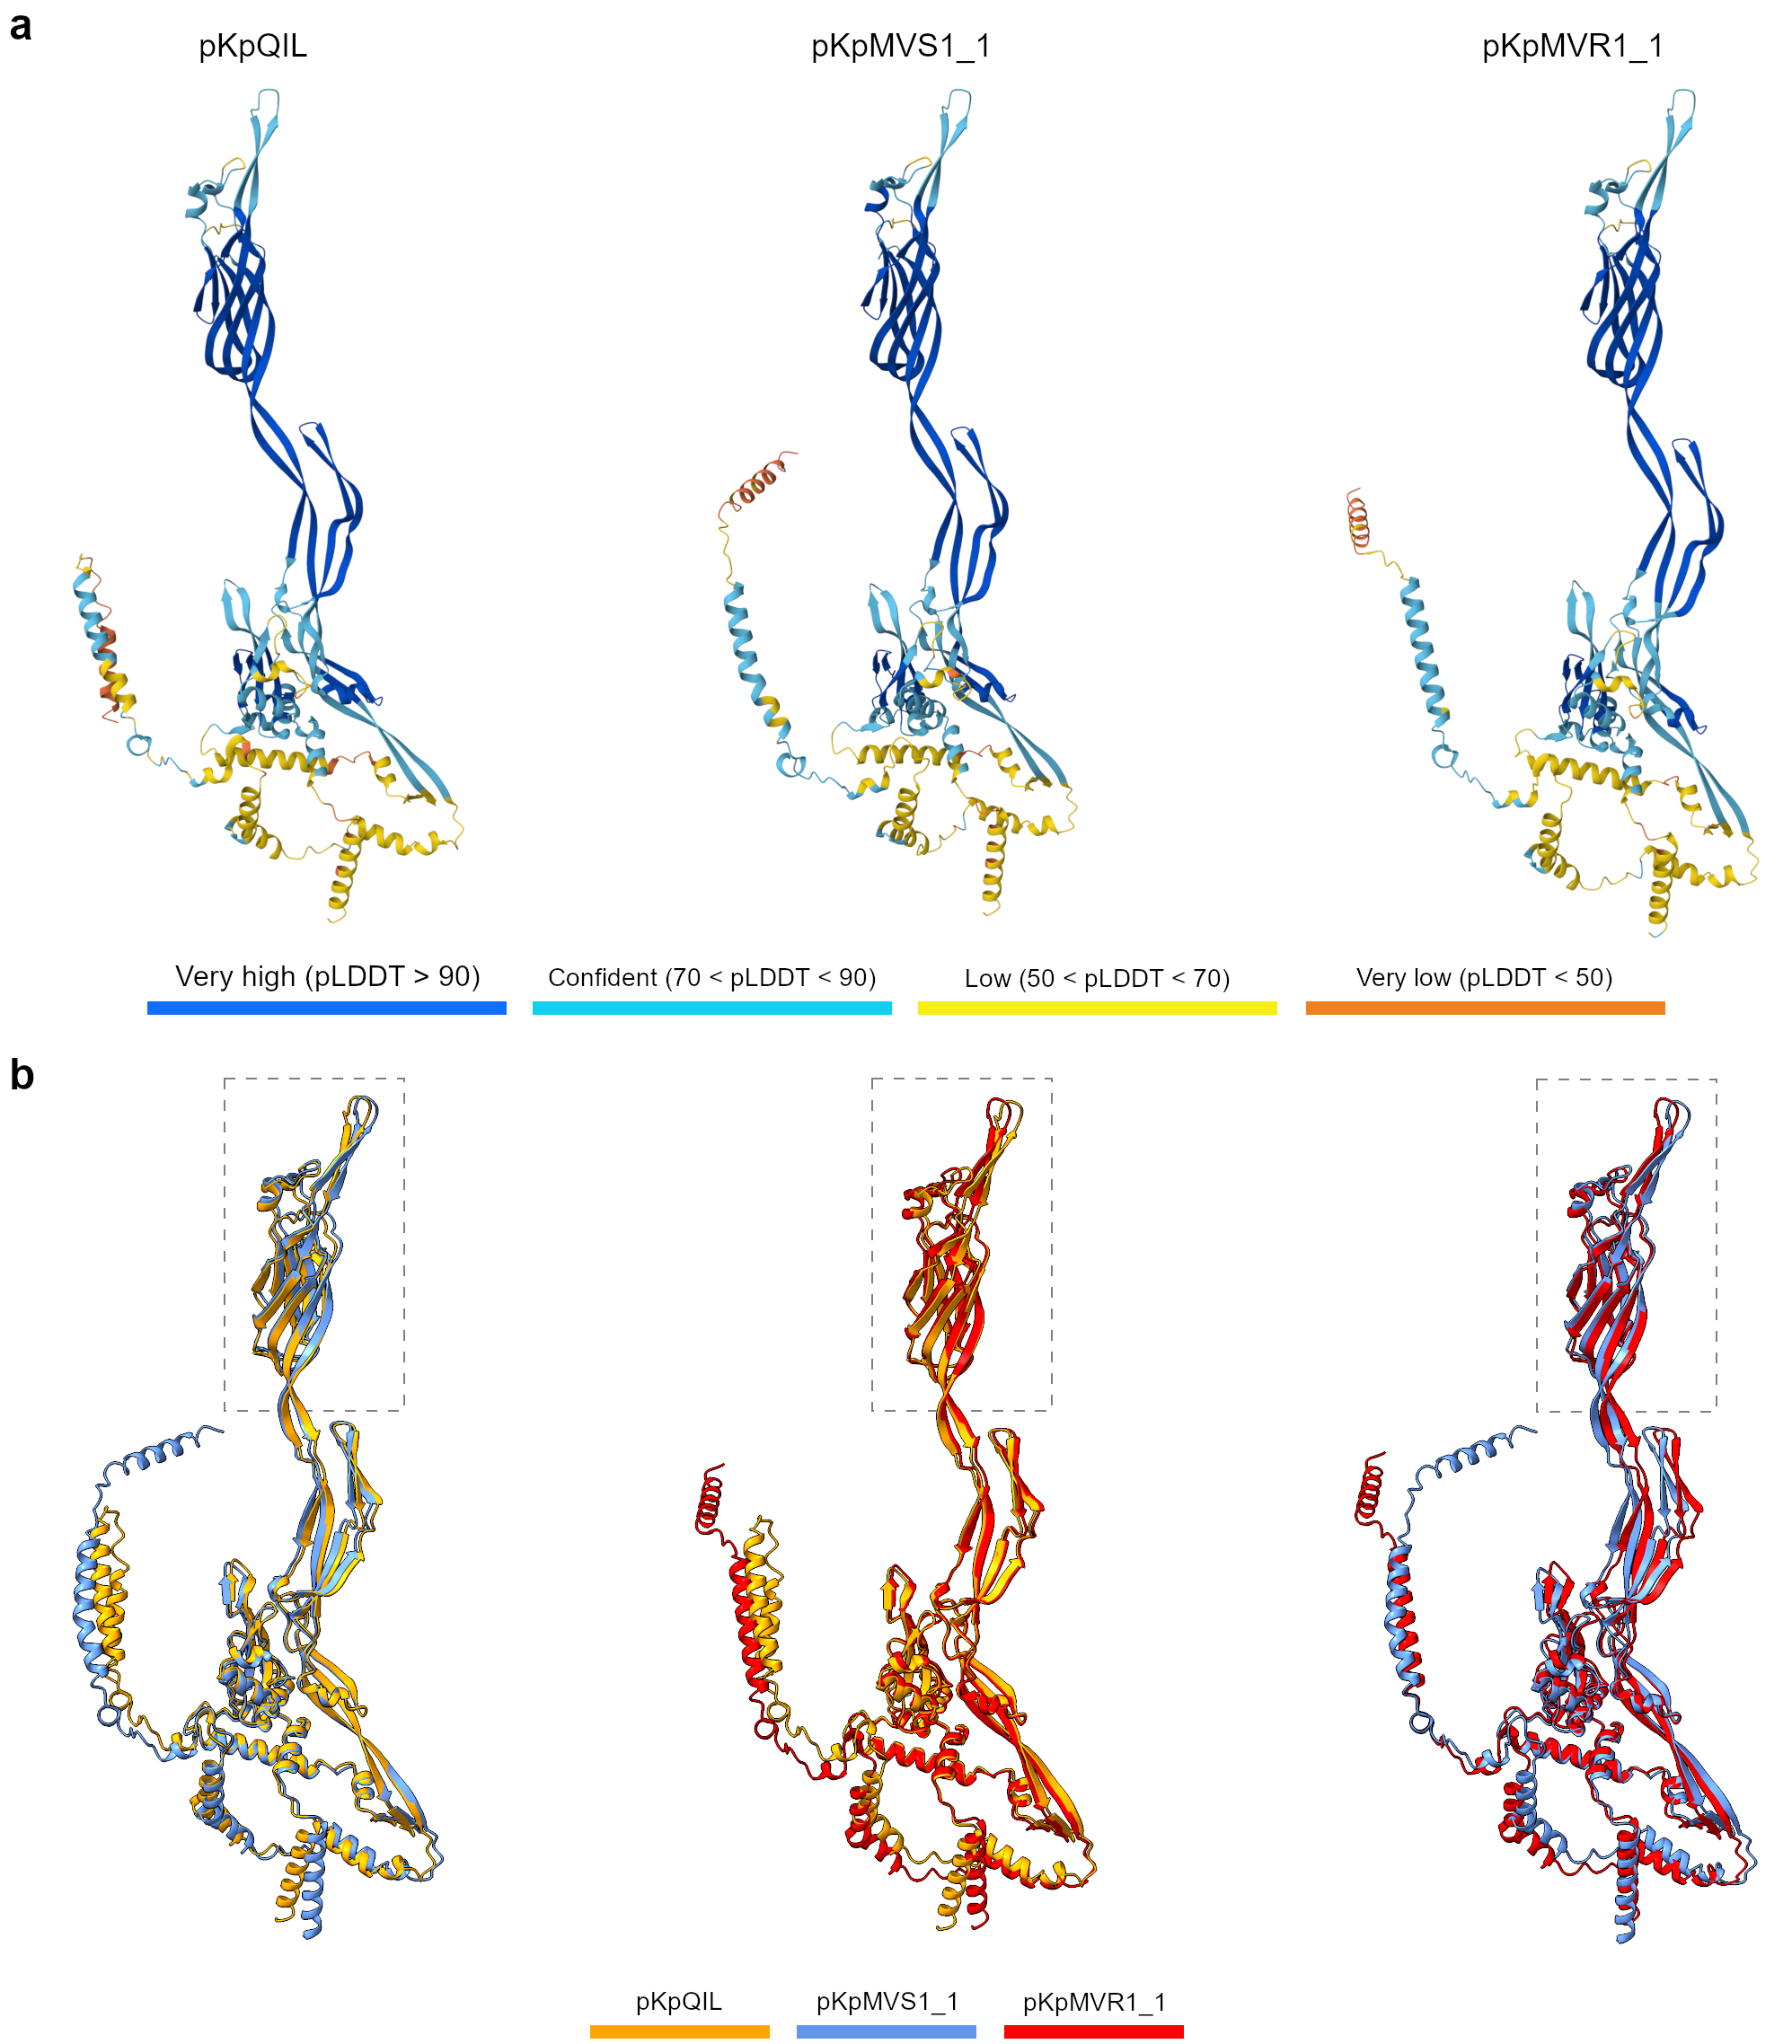 a
pKpQIL pKpMVS1_1 pKpMVR1_1
Very high (pLDDT > 90) Confident (70 < pLDDT < 90) Low (50 < pLDDT < 70) Very low (pLDDT < 50)
b
pKpQIL pKpMVS1_1 pKpMVR1_1